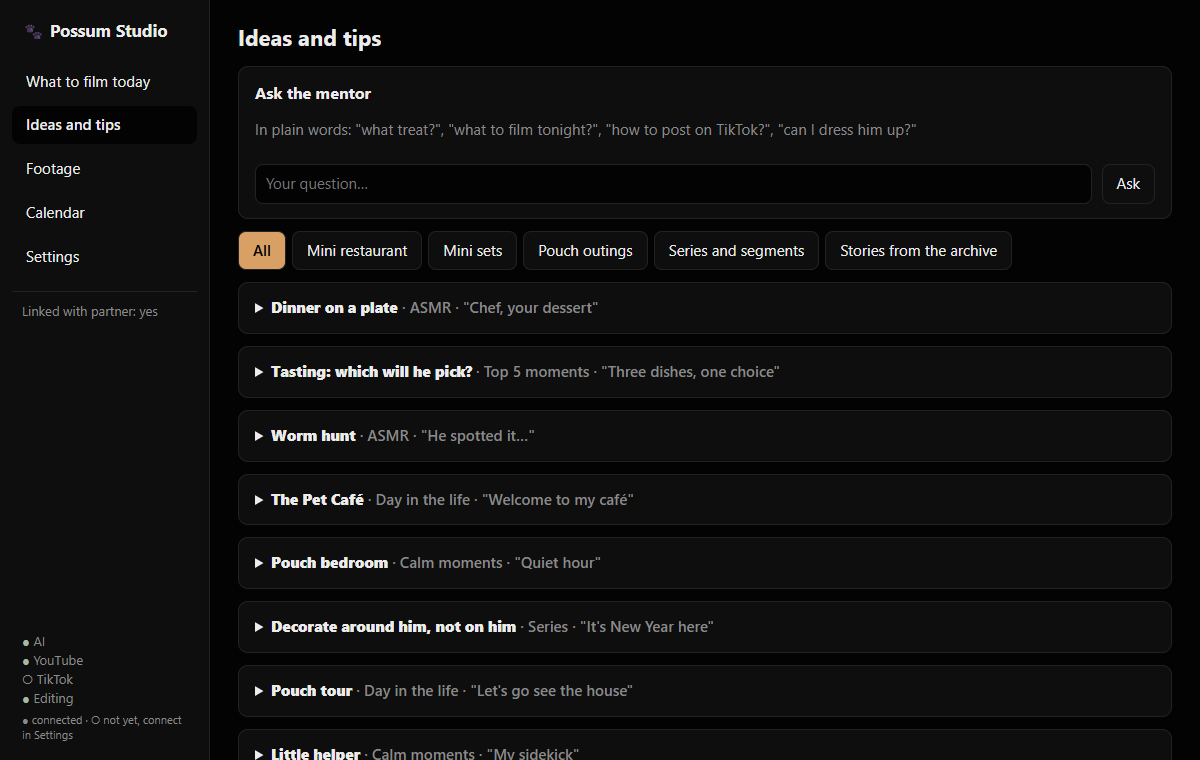 Possum Studio
What to film today
Ideas and tips
Footage
Calendar
Settings
Linked with partner: yes
● AI
● YouTube
○ TikTok
● Editing
● connected · ○ not yet, connect
in Settings
Ideas and tips
Ask the mentor
In plain words: "what treat?", "what to film tonight?", "how to post on TikTok?", "can I dress him up?"
Your question...
Ask
All
Mini restaurant
Mini sets
Pouch outings
Series and segments
Stories from the archive
▶ Dinner on a plate · ASMR · "Chef, your dessert"
▶ Tasting: which will he pick? · Top 5 moments · "Three dishes, one choice"
▶ Worm hunt · ASMR · "He spotted it..."
▶ The Pet Café · Day in the life · "Welcome to my café"
▶ Pouch bedroom · Calm moments · "Quiet hour"
▶ Decorate around him, not on him · Series · "It's New Year here"
▶ Pouch tour · Day in the life · "Let's go see the house"
▶ Little helper · Calm moments · "My sidekick"